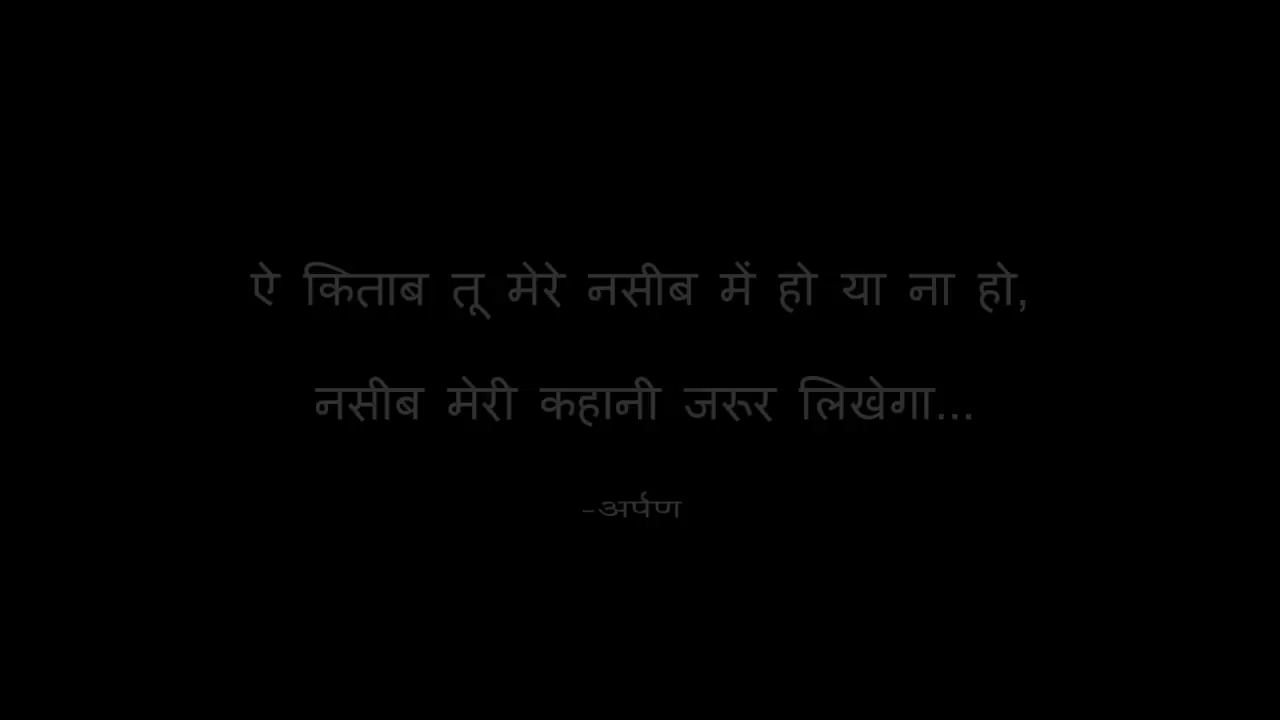 ऐ किताब तू मेरे नसीब में हो या ना हो,
नसीब मेरी कहानी जरूर लिखेगा...
-अर्पण